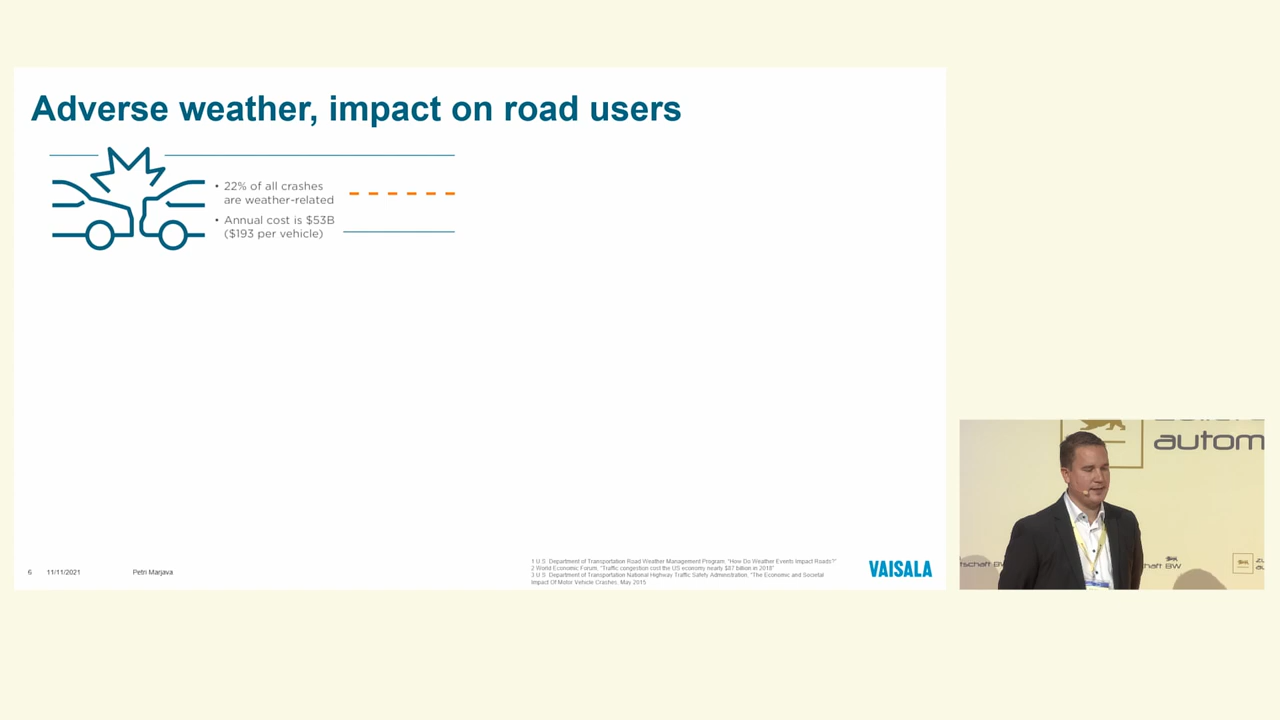 Adverse weather, impact on road users
• 22% of all crashes
are weather-related
• Annual cost is $53B
($193 per vehicle)
1 U.S. Department of Transportation Road Weather Management Program. "How Do Weather Events Impact Roads?"
2 World Economic Forum, "Traffic congestion cost the US economy nearly $87 billion in 2018"
3 U.S. Department of Transportation National Highway Traffic Safety Administration. "The Economic and Societal
Impact Of Motor Vehicle Crashes. May 2015
6 11/11/2021 Petri Marjava
VAISALA
autom
haft BW